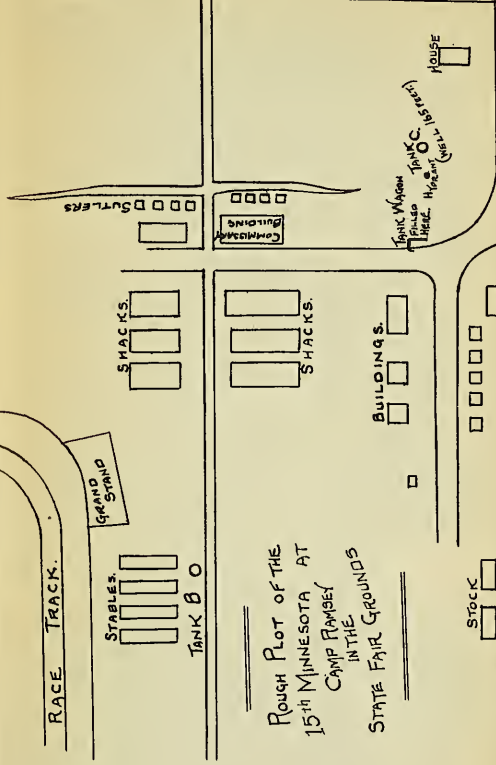 RACE TRACK.
GRAND
STAND
STABLES.
TANK B
SHACKS.
SHACKS.
SUTLERS
COMMISSARY
BUILDING
HOUSE
TANK WAGON
FILLED
HERE.
TANK C.
HYDRANT
(WELL 165 FEET.)
BUILDINGS.
STOCK
ROUGH PLOT OF THE
15th MINNESOTA AT
CAMP RAMSEY
IN THE
STATE FAIR GROUNDS